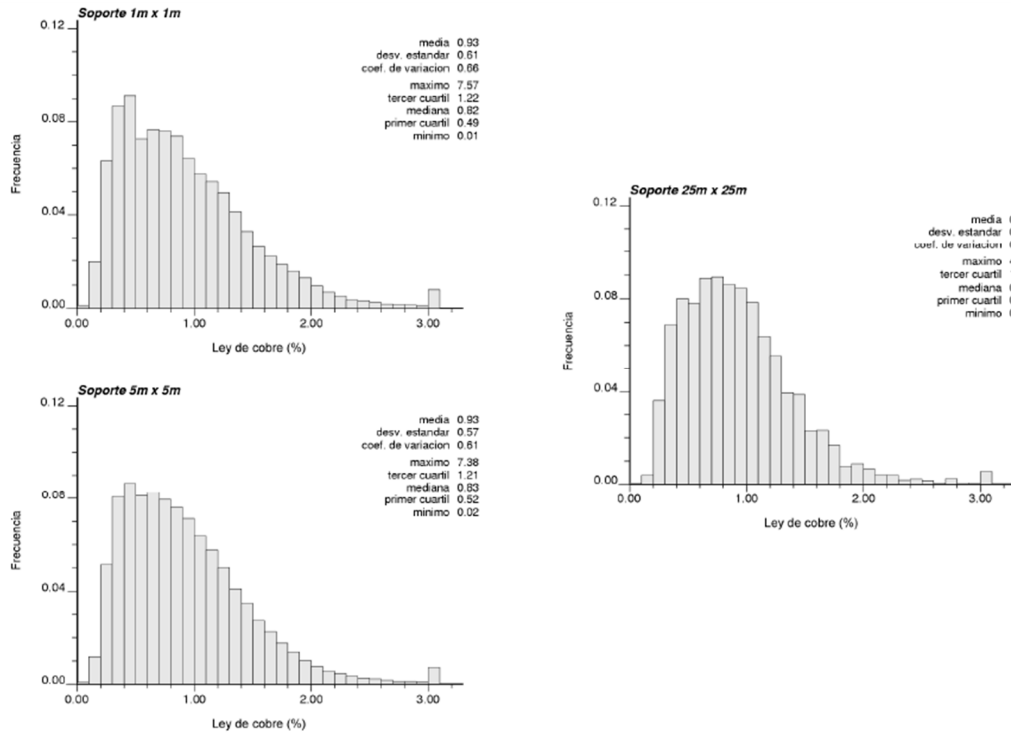 Soporte 1m x 1m
0.12
media 0.93
desv. estandar 0.61
coef. de variacion 0.66
maximo 7.57
tercer cuartil 1.22
mediana 0.82
primer cuartil 0.49
minimo 0.01
0.08
0.04
0.00
Frecuencia
0.00 1.00 2.00 3.00
Ley de cobre (%)
Soporte 5m x 5m
0.12
media 0.93
desv. estandar 0.57
coef. de variacion 0.61
maximo 7.38
tercer cuartil 1.21
mediana 0.83
primer cuartil 0.52
minimo 0.02
0.08
0.04
0.00
Frecuencia
0.00 1.00 2.00 3.00
Ley de cobre (%)
Soporte 25m x 25m
0.12
media
desv. estandar
coef. de variacion
maximo
tercer cuartil
mediana
primer cuartil
minimo
0.08
0.04
0.00
Frecuencia
0.00 1.00 2.00 3.00
Ley de cobre (%)